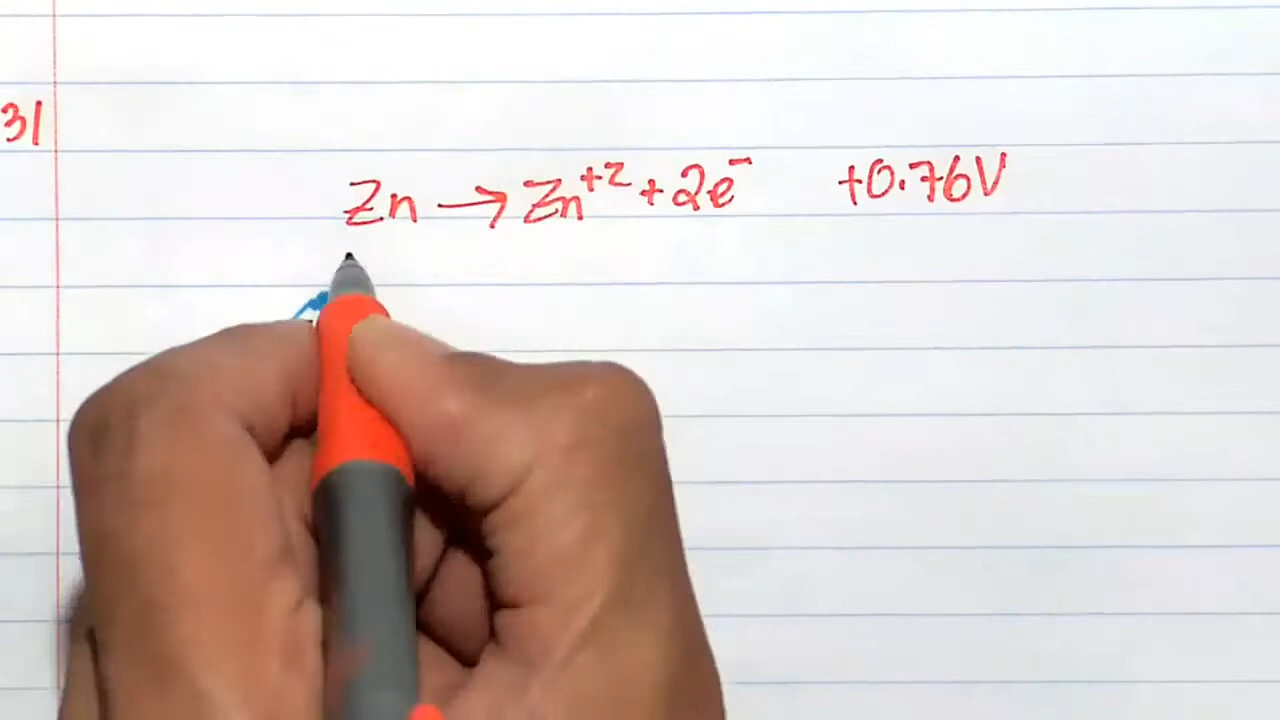 31
Zn → Zn⁺² + 2e⁻ +0.76V